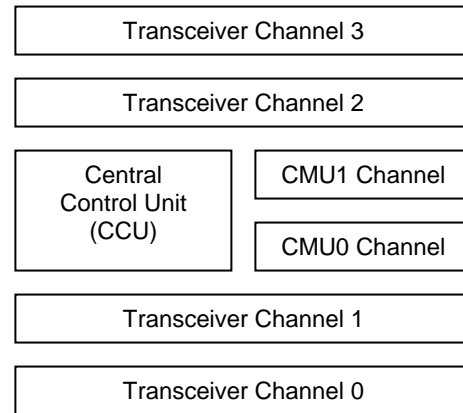 Transceiver Channel 3
Transceiver Channel 2
Central
Control Unit
(CCU)
CMU1 Channel
CMU0 Channel
Transceiver Channel 1
Transceiver Channel 0